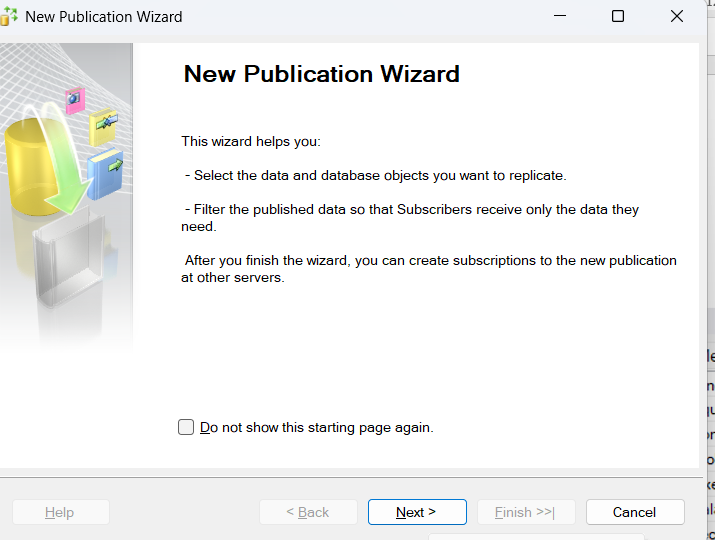 New Publication Wizard
New Publication Wizard
This wizard helps you:
- Select the data and database objects you want to replicate.
- Filter the published data so that Subscribers receive only the data they
need.
After you finish the wizard, you can create subscriptions to the new publication
at other servers.
Do not show this starting page again.
Help
< Back
Next >
Finish >>|
Cancel